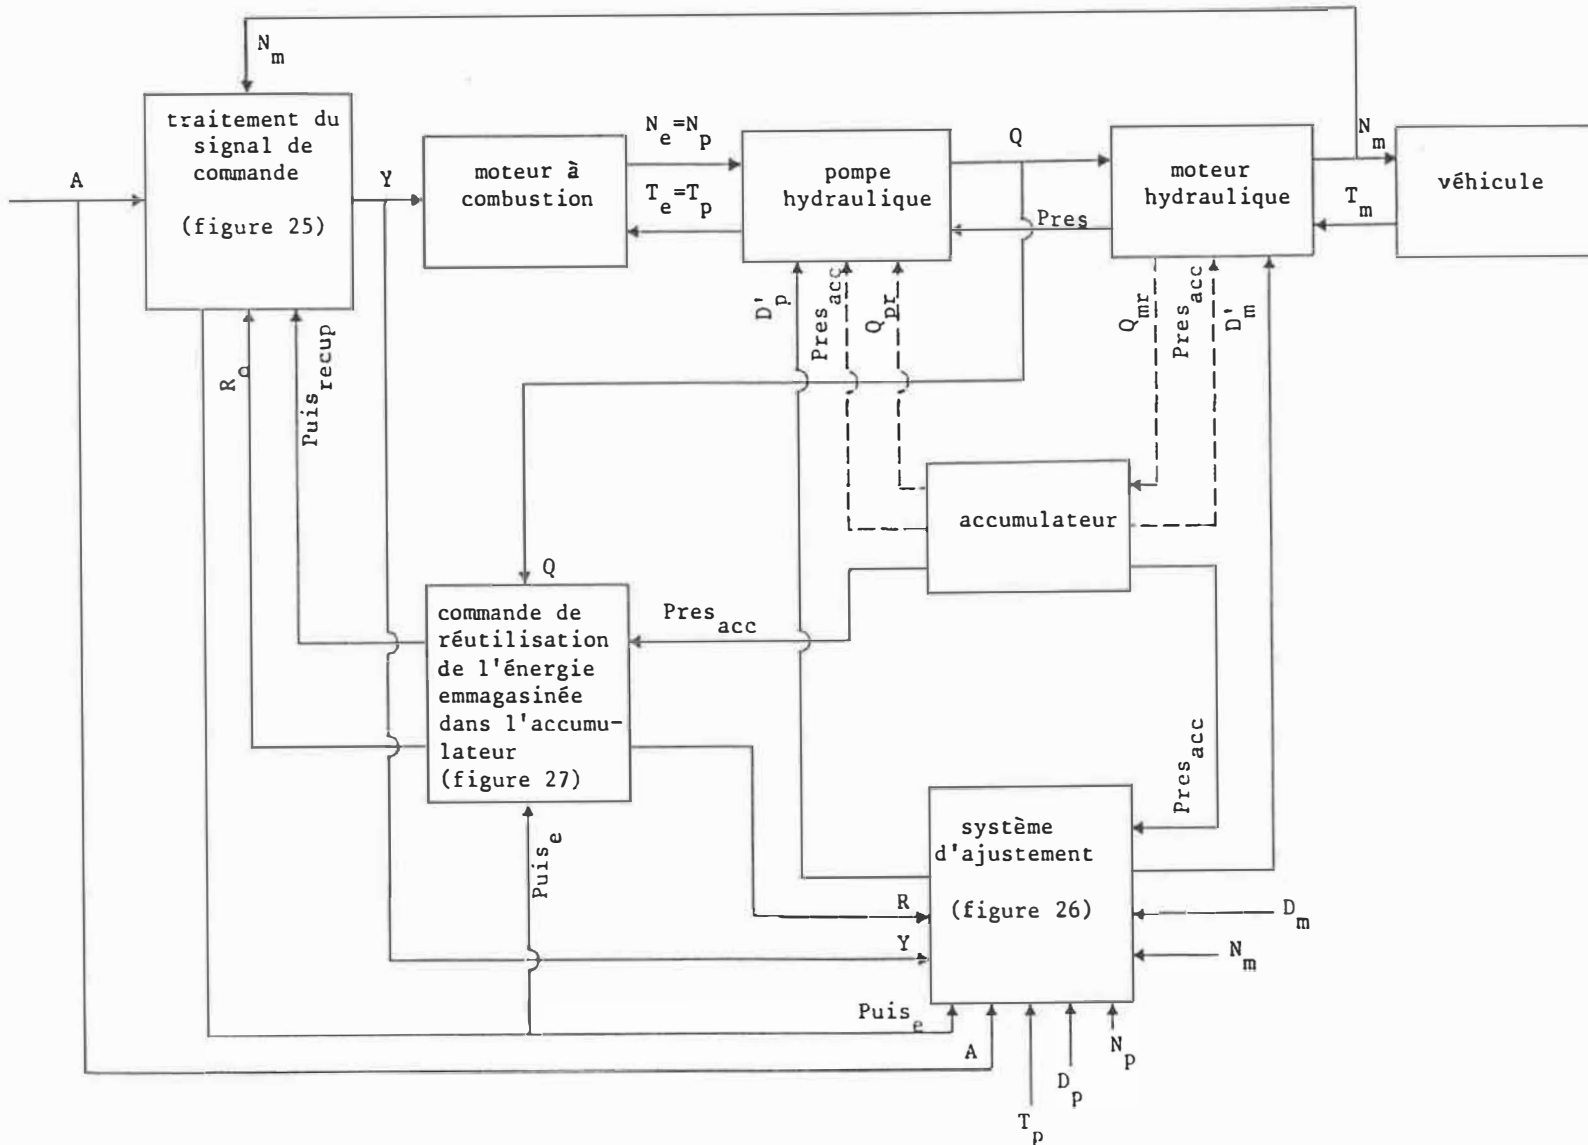 N_m
traitement du
signal de
commande
(figure 25)
A
Y
moteur à
combustion
N_e=N_p
T_e=T_p
pompe
hydraulique
Q
Pres
moteur
hydraulique
N_m
T_m
véhicule
D'_p
Pres_acc
Q_pr
Q_mr
Pres_acc
D'_m
Puis_recup
accumulateur
Q
commande de
réutilisation
de l'énergie
emmagasinée
dans l'accumu-
lateur
(figure 27)
Pres_acc
Pres_acc
Puis_e
système
d'ajustement
(figure 26)
R
Y
D_m
N_m
Puis_e
A
T_p
D_p
N_p